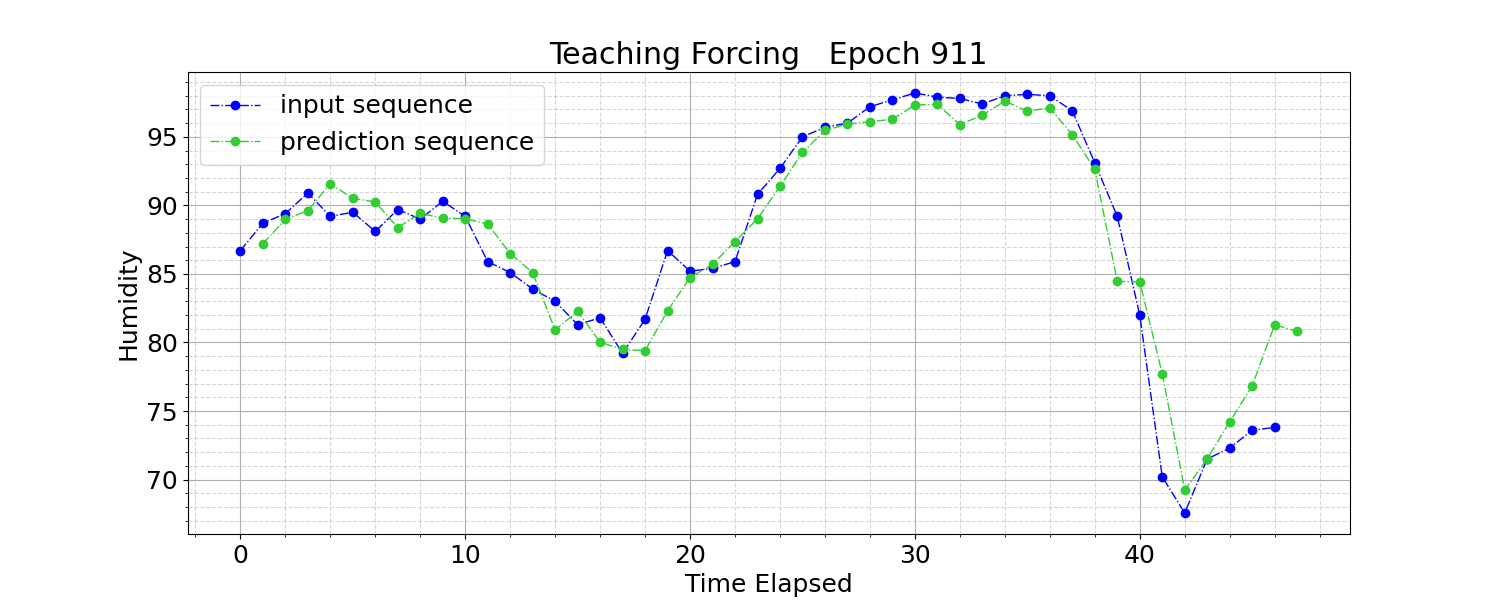 Teaching Forcing   Epoch 911
input sequence
prediction sequence
Humidity
95
90
85
80
75
70
0 10 20 30 40
Time Elapsed